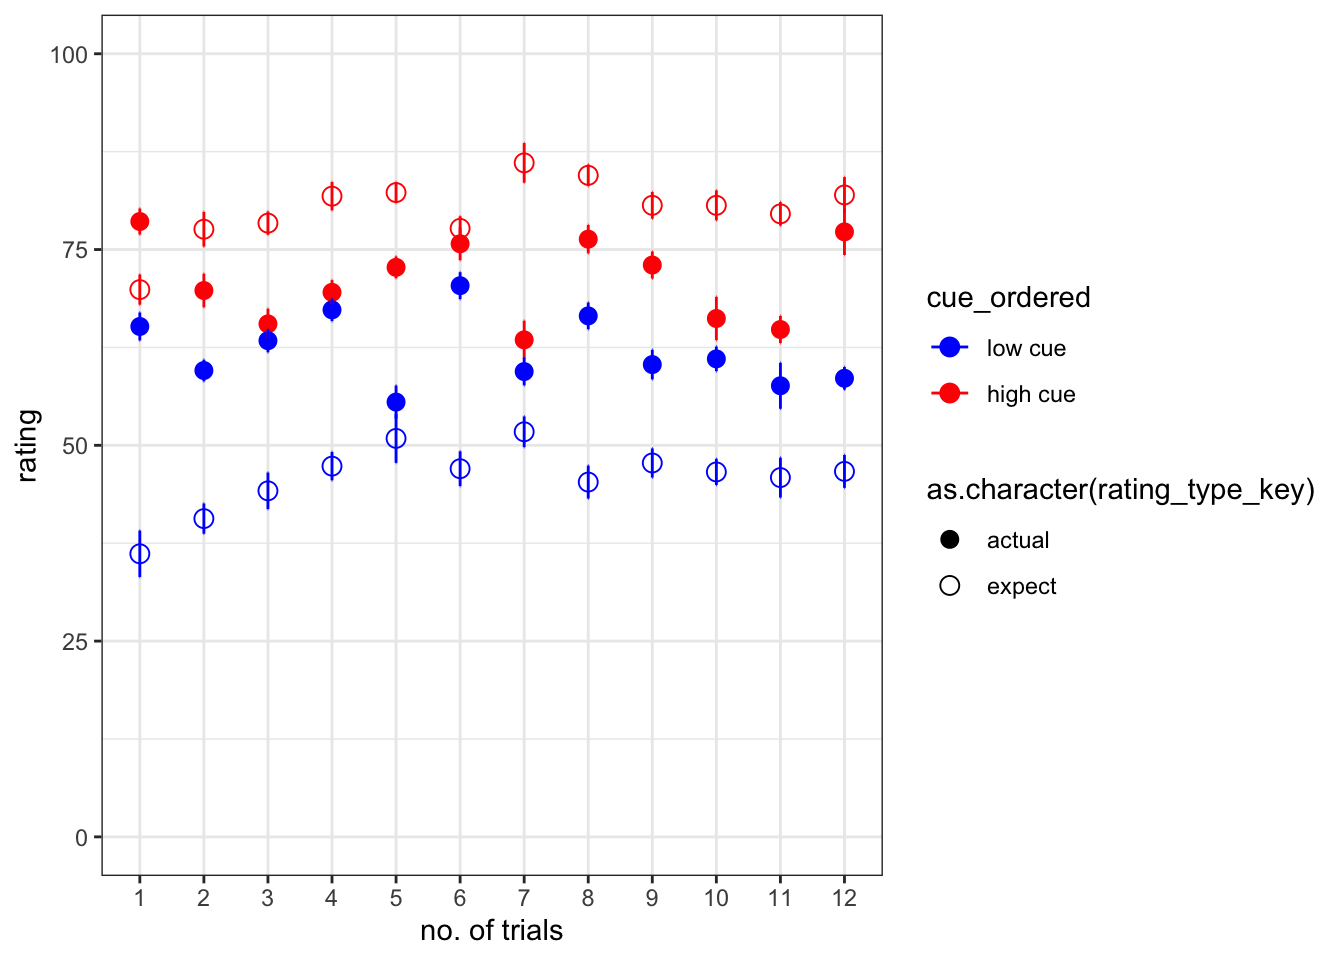 100
75
50
25
0
rating
1 2 3 4 5 6 7 8 9 10 11 12
no. of trials
cue_ordered
low cue
high cue
as.character(rating_type_key)
actual
expect